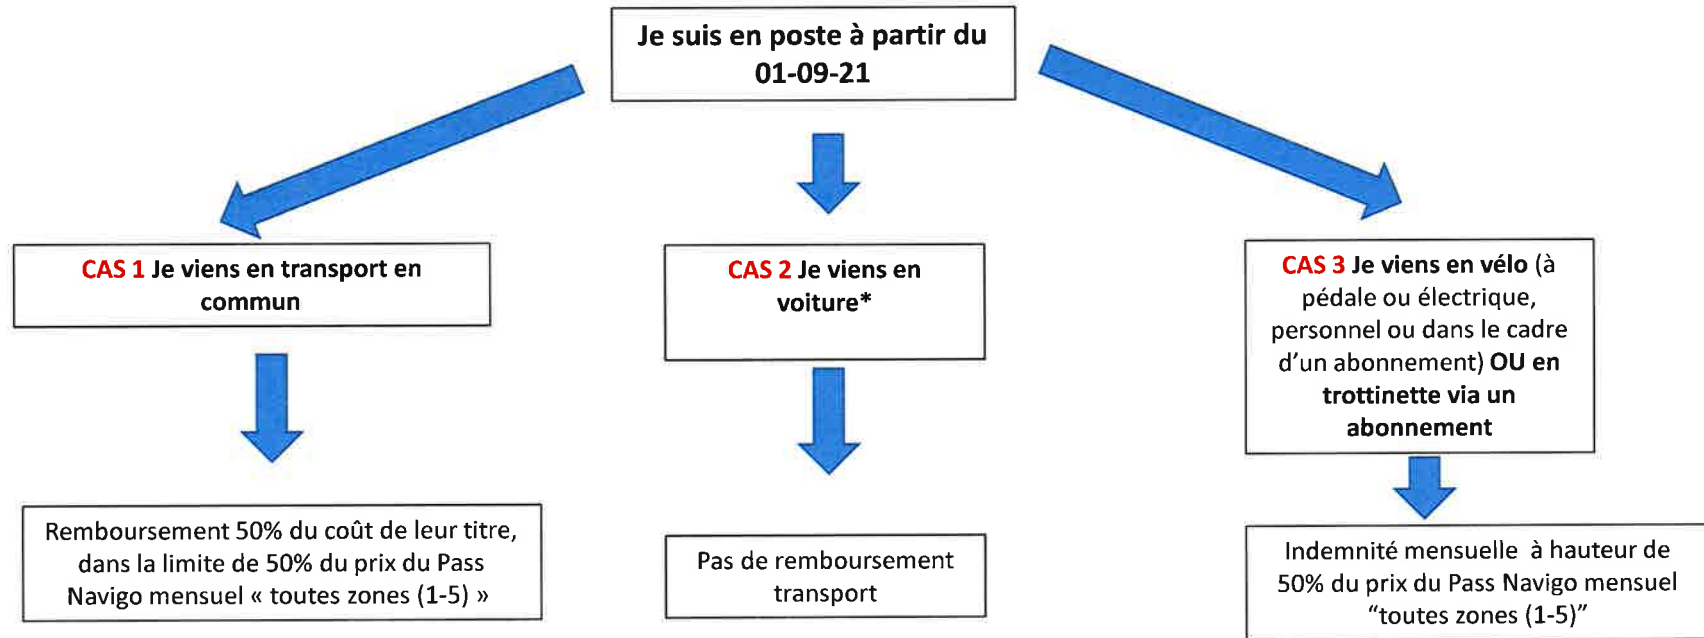 Je suis en poste à partir du
01-09-21
CAS 1 Je viens en transport en
commun
CAS 2 Je viens en
voiture*
CAS 3 Je viens en vélo (à
pédale ou électrique,
personnel ou dans le cadre
d'un abonnement) OU en
trottinette via un
abonnement
Remboursement 50% du coût de leur titre,
dans la limite de 50% du prix du Pass
Navigo mensuel « toutes zones (1-5) »
Pas de remboursement
transport
Indemnité mensuelle à hauteur de
50% du prix du Pass Navigo mensuel
“toutes zones (1-5)”